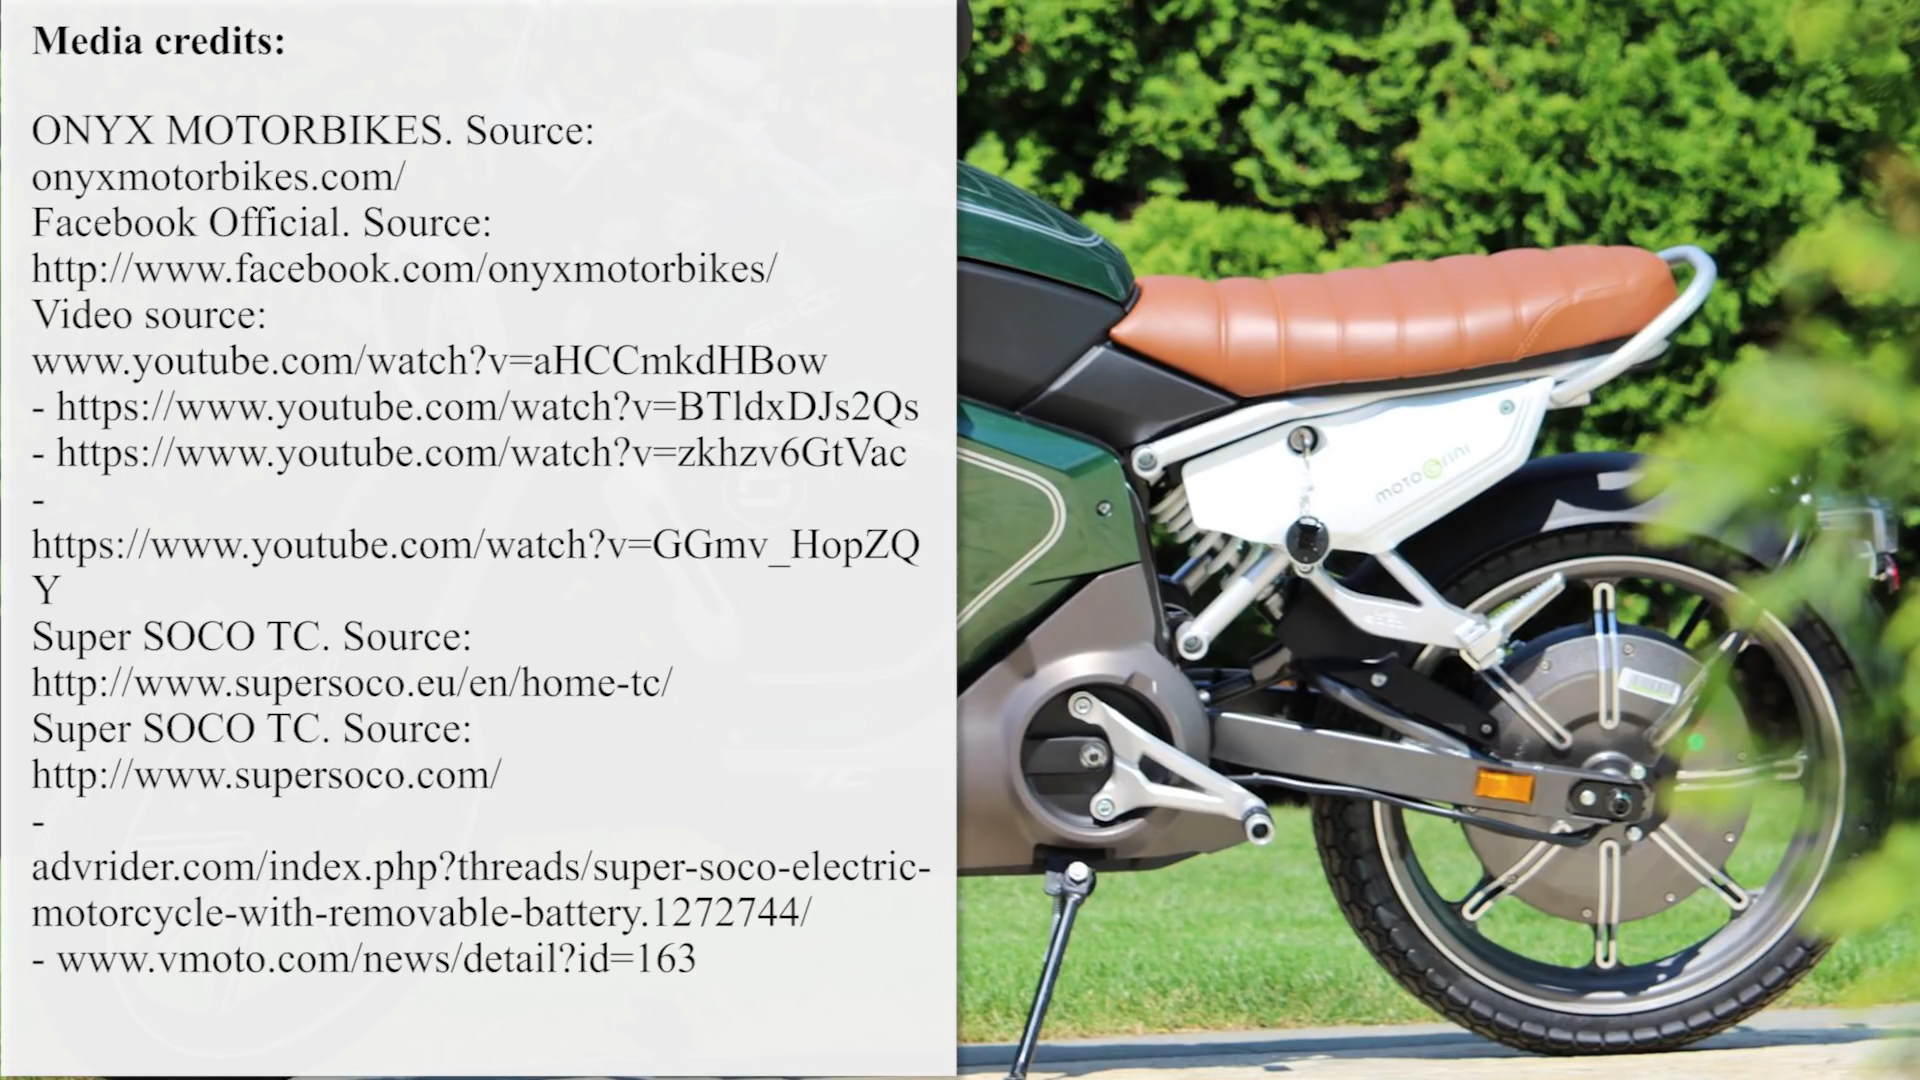 Media credits:
ONYX MOTORBIKES. Source:
onyxmotorbikes.com/
Facebook Official. Source:
http://www.facebook.com/onyxmotorbikes/
Video source:
www.youtube.com/watch?v=aHCCmkdHBow
- https://www.youtube.com/watch?v=BTldxDJs2Qs
- https://www.youtube.com/watch?v=zkhzv6GtVac
-
https://www.youtube.com/watch?v=GGmv_HopZQ
Y
Super SOCO TC. Source:
http://www.supersoco.eu/en/home-tc/
Super SOCO TC. Source:
http://www.supersoco.com/
-
advrider.com/index.php?threads/super-soco-electric-
motorcycle-with-removable-battery.1272744/
- www.vmoto.com/news/detail?id=163
TC